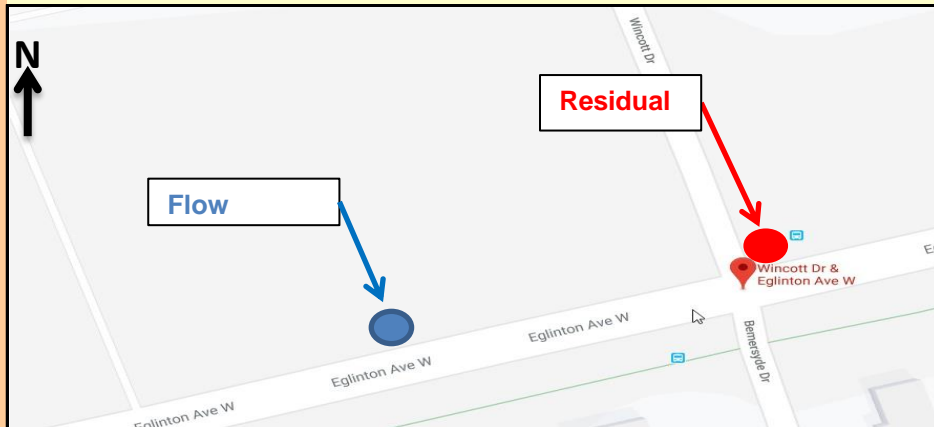 N
Wincott Dr
Residual
Flow
Wincott Dr &
Eglinton Ave W
E
Eglinton Ave W
Eglinton Ave W
Eglinton Ave W
Bemersyde Dr